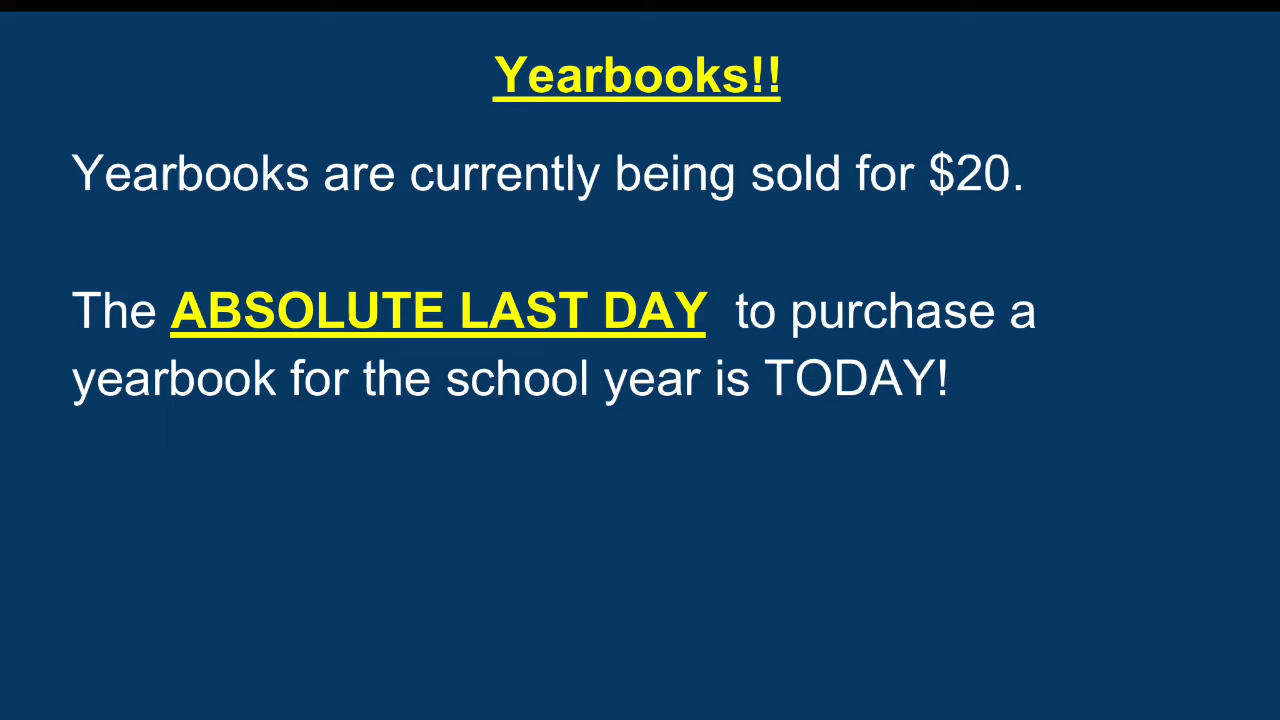 Yearbooks!!
Yearbooks are currently being sold for $20.
The ABSOLUTE LAST DAY to purchase a
yearbook for the school year is TODAY!